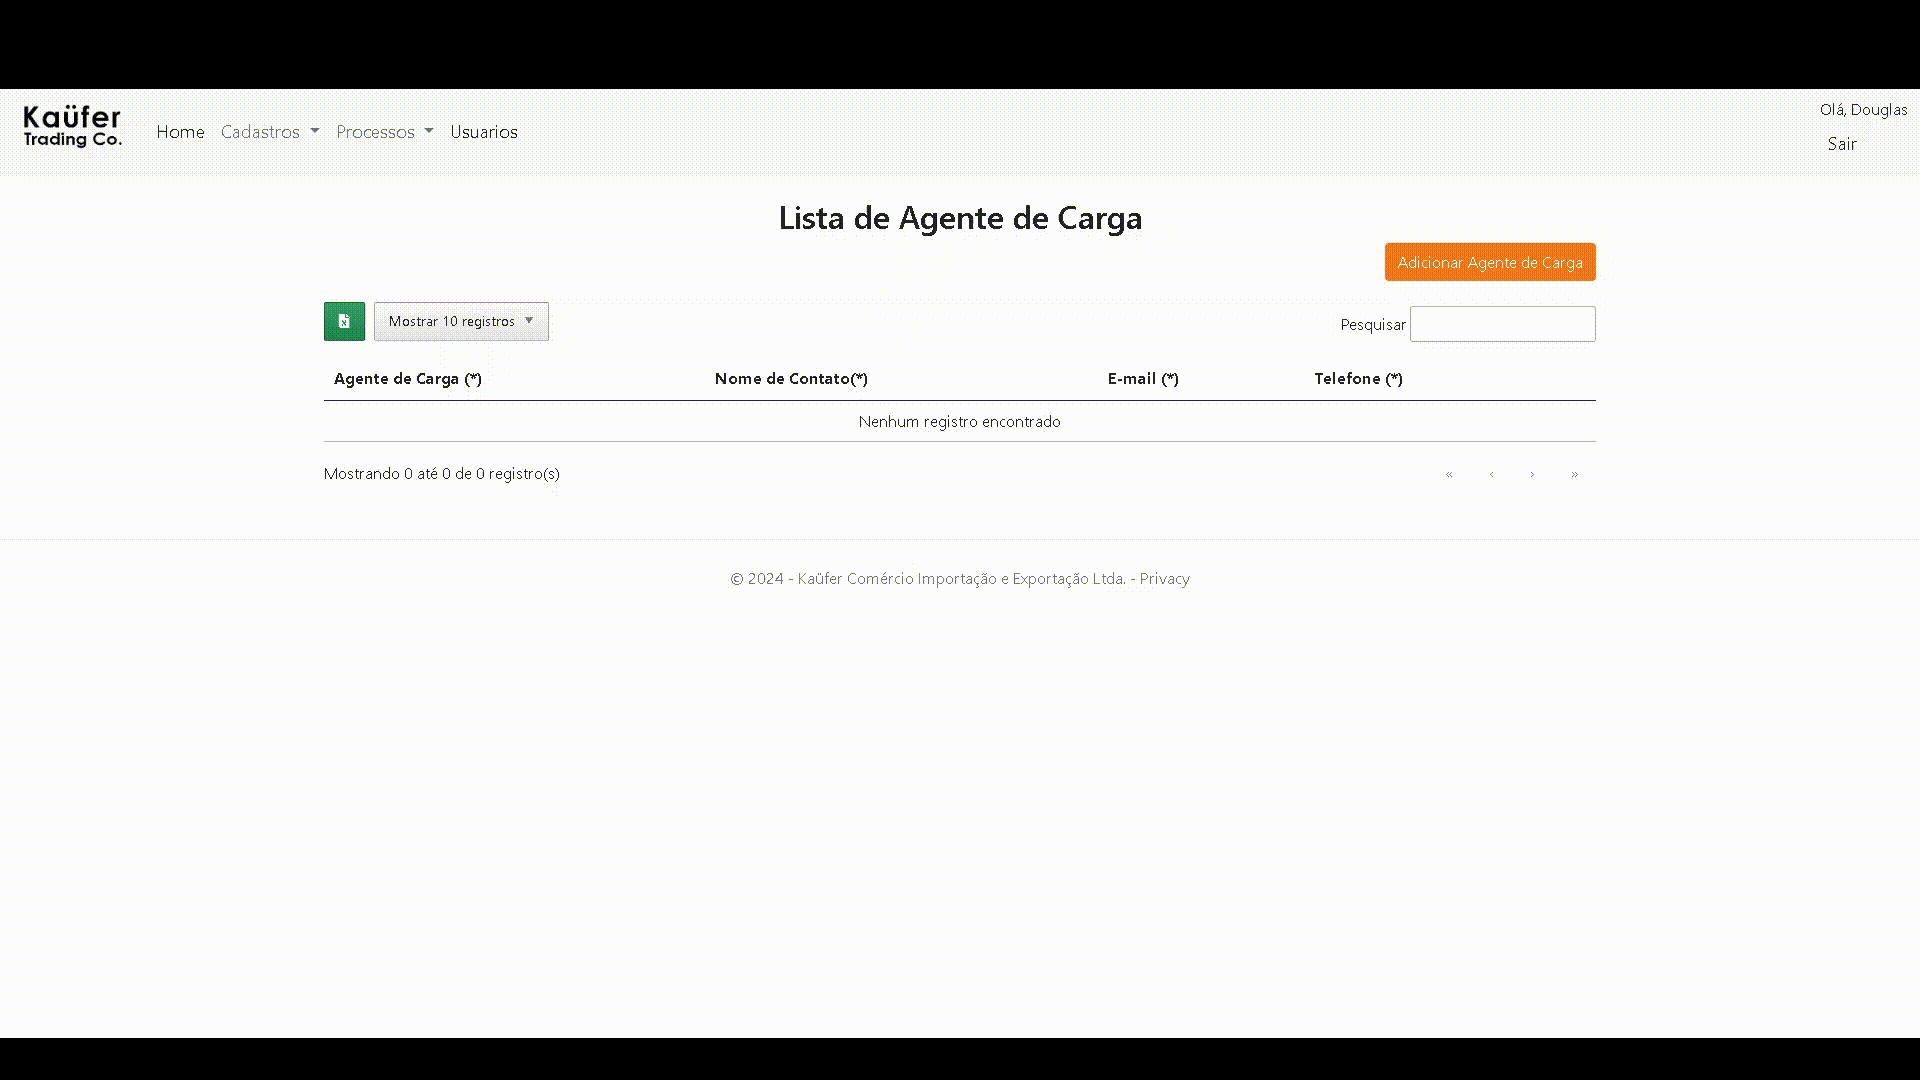 Kaüfer
Trading Co.
Home Cadastros Processos Usuarios
Olá, Douglas
Sair
Lista de Agente de Carga
Adicionar Agente de Carga
Mostrar 10 registros
Pesquisar
Agente de Carga (*) Nome de Contato(*) E-mail (*) Telefone (*)
Nenhum registro encontrado
Mostrando 0 até 0 de 0 registro(s)
« ‹ › »
© 2024 - Kaüfer Comércio Importação e Exportação Ltda. - Privacy